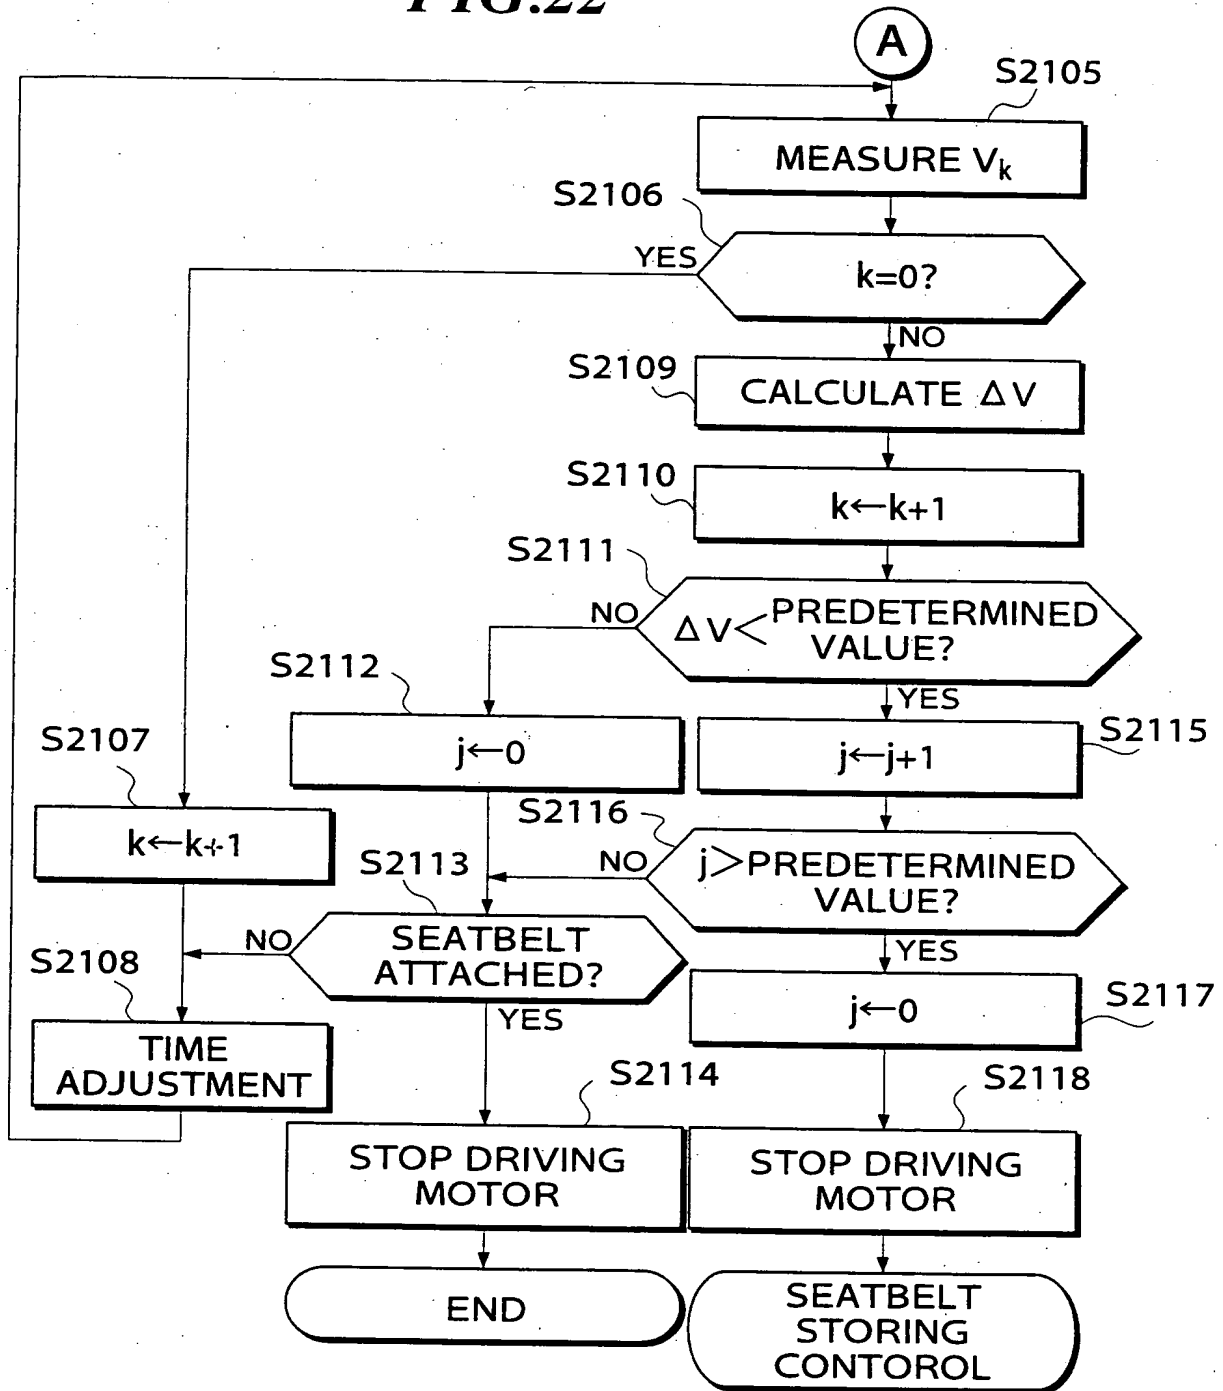 FIG.22
A
S2105
MEASURE Vk
S2106
YES
k=0?
NO
S2109
CALCULATE ΔV
S2110
k←k+1
S2111
NO
ΔV<PREDETERMINED
VALUE?
YES
S2112
j←0
S2115
j←j+1
S2107
k←k+1
S2116
NO
j>PREDETERMINED
VALUE?
YES
S2113
NO
SEATBELT
ATTACHED?
YES
S2108
TIME
ADJUSTMENT
S2117
j←0
S2114
STOP DRIVING
MOTOR
S2118
STOP DRIVING
MOTOR
END
SEATBELT
STORING
CONTOROL